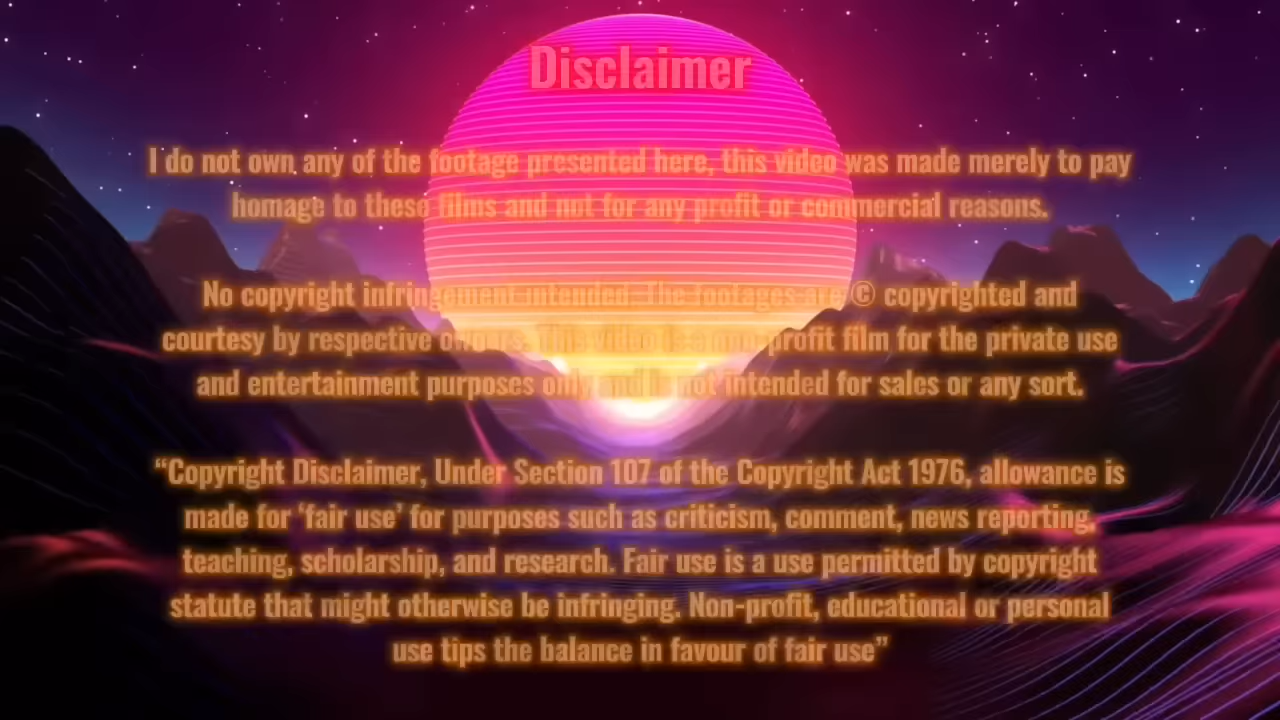 Disclaimer
I do not own any of the footage presented here, this video was made merely to pay
homage to these films and not for any profit or commercial reasons.
No copyright infringement intended. The footages are © copyrighted and
courtesy by respective owners. This video is a non profit film for the private use
and entertainment purposes only and is not intended for sales or any sort.
“Copyright Disclaimer, Under Section 107 of the Copyright Act 1976, allowance is
made for ‘fair use’ for purposes such as criticism, comment, news reporting,
teaching, scholarship, and research. Fair use is a use permitted by copyright
statute that might otherwise be infringing. Non-profit, educational or personal
use tips the balance in favour of fair use”